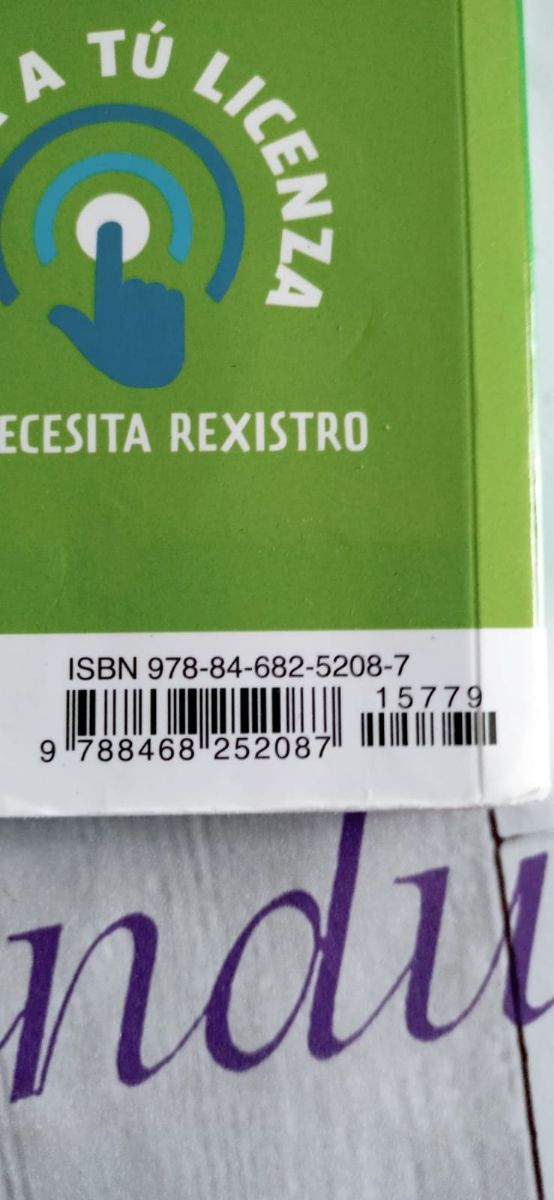 A TÚ LICENZA
ECESITA REXISTRO
ISBN 978-84-682-5208-7
15779
9 788468 252087
ndu